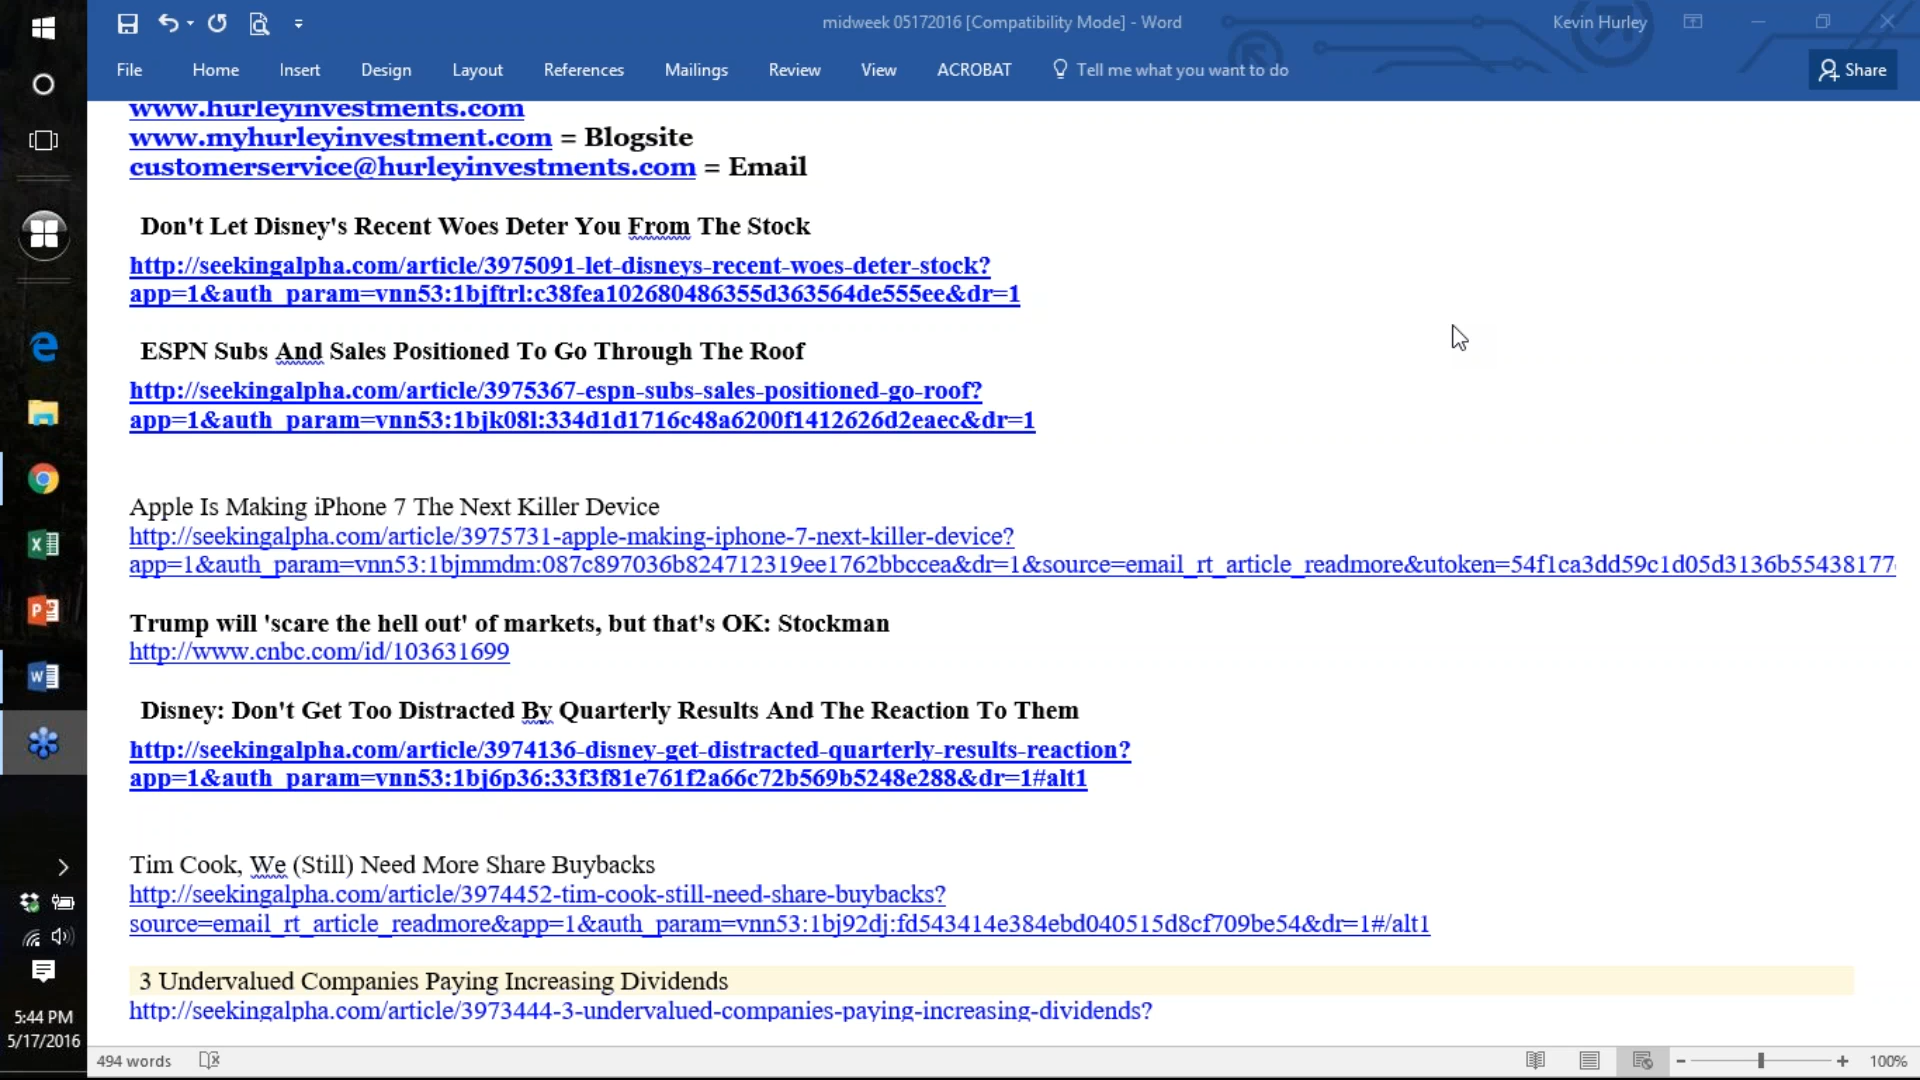 midweek 05172016 [Compatibility Mode] - Word
Kevin Hurley
File
Home
Insert
Design
Layout
References
Mailings
Review
View
ACROBAT
Tell me what you want to do
Share
www.hurleyinvestments.com
www.myhurleyinvestment.com = Blogsite
customerservice@hurleyinvestments.com = Email
Don't Let Disney's Recent Woes Deter You From The Stock
http://seekingalpha.com/article/3975091-let-disneys-recent-woes-deter-stock?
app=1&auth_param=vnn53:1bjftrl:c38fea102680486355d363564de555ee&dr=1
ESPN Subs And Sales Positioned To Go Through The Roof
http://seekingalpha.com/article/3975367-espn-subs-sales-positioned-go-roof?
app=1&auth_param=vnn53:1bjk08l:334d1d1716c48a6200f1412626d2eaec&dr=1
Apple Is Making iPhone 7 The Next Killer Device
http://seekingalpha.com/article/3975731-apple-making-iphone-7-next-killer-device?
app=1&auth_param=vnn53:1bjmmdm:087c897036b824712319ee1762bbccea&dr=1&source=email_rt_article_readmore&utoken=54f1ca3dd59c1d05d3136b55438177
Trump will 'scare the hell out' of markets, but that's OK: Stockman
http://www.cnbc.com/id/103631699
Disney: Don't Get Too Distracted By Quarterly Results And The Reaction To Them
http://seekingalpha.com/article/3974136-disney-get-distracted-quarterly-results-reaction?
app=1&auth_param=vnn53:1bj6p36:33f3f81e761f2a66c72b569b5248e288&dr=1#alt1
Tim Cook, We (Still) Need More Share Buybacks
http://seekingalpha.com/article/3974452-tim-cook-still-need-share-buybacks?
source=email_rt_article_readmore&app=1&auth_param=vnn53:1bj92dj:fd543414e384ebd040515d8cf709be54&dr=1#/alt1
3 Undervalued Companies Paying Increasing Dividends
http://seekingalpha.com/article/3973444-3-undervalued-companies-paying-increasing-dividends?
5:44 PM
5/17/2016
494 words
100%